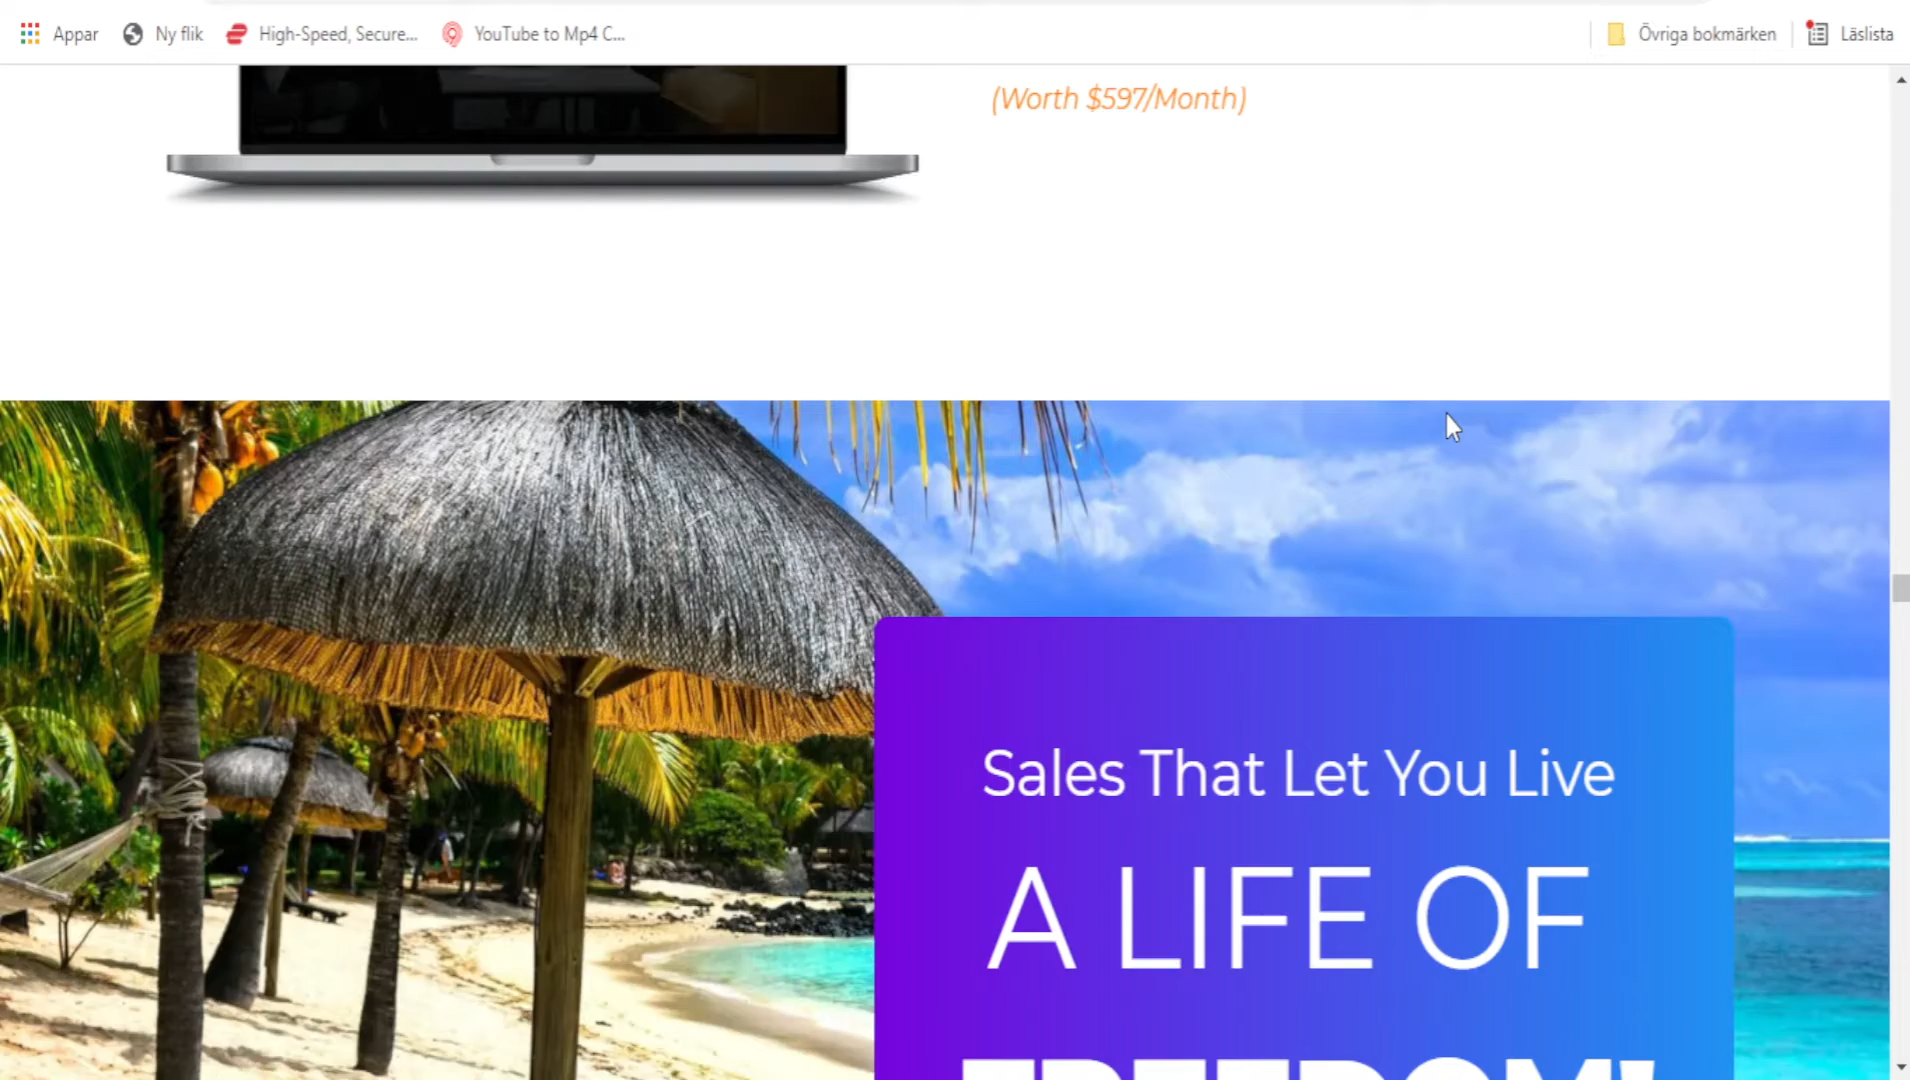 Appar Ny flik High-Speed, Secure... YouTube to Mp4 C... Övriga bokmärken Läslista
(Worth $597/Month)
Sales That Let You Live
A LIFE OF
FREEDOM!